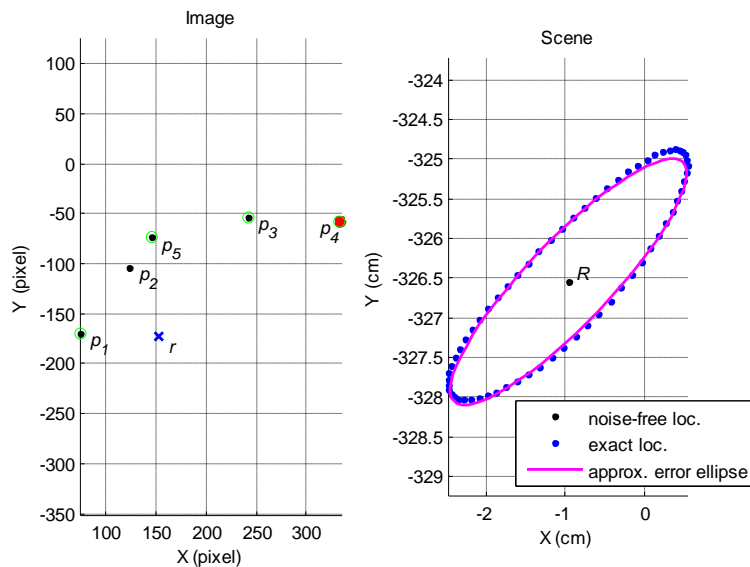 Image
100
50
0
-50
-100
-150
-200
-250
-300
-350
Y (pixel)
100 150 200 250 300
X (pixel)
p1
p2
p5
p3
p4
r
Scene
-324
-324.5
-325
-325.5
-326
-326.5
-327
-327.5
-328
-328.5
-329
Y (cm)
-2 -1 0
X (cm)
R
noise-free loc.
exact loc.
approx. error ellipse